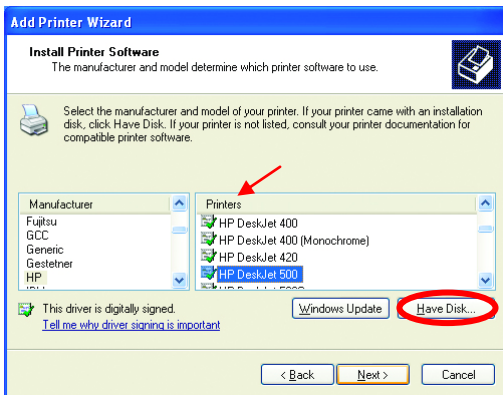 Add Printer Wizard
Install Printer Software
The manufacturer and model determine which printer software to use.
Select the manufacturer and model of your printer. If your printer came with an installation
disk, click Have Disk. If your printer is not listed, consult your printer documentation for
compatible printer software.
Manufacturer
Fujitsu
GCC
Generic
Gestetner
HP
Printers
HP DeskJet 400
HP DeskJet 400 (Monochrome)
HP DeskJet 420
HP DeskJet 500
This driver is digitally signed.
Tell me why driver signing is important
Windows Update
Have Disk...
< Back
Next >
Cancel